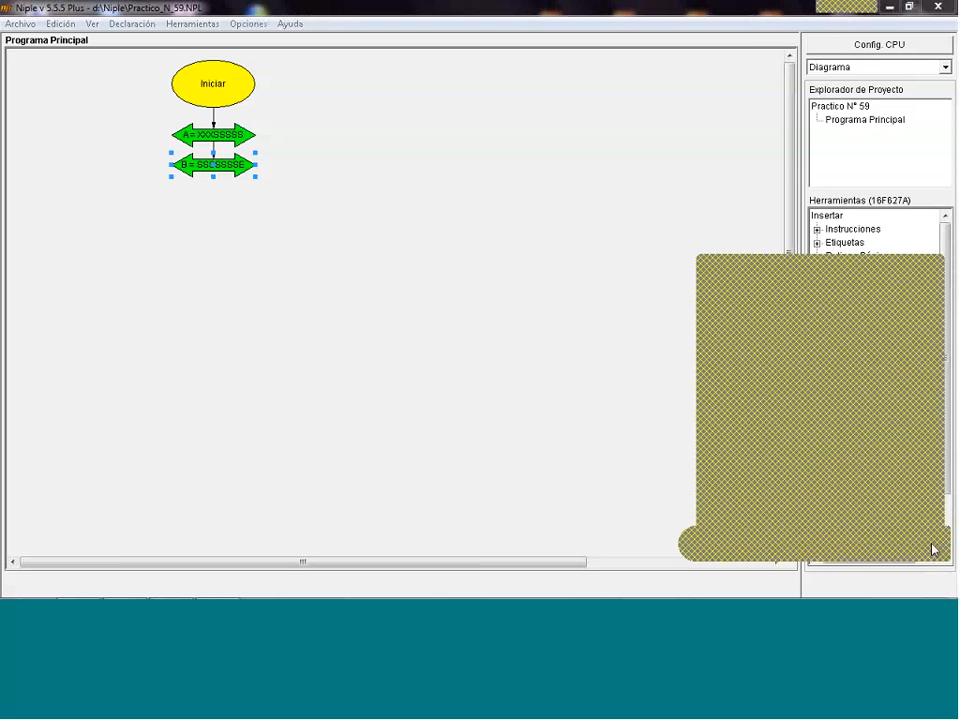 Niple v 5.5.5 Plus - d:\Niple\Practico_N_59.NPL
Archivo Edición Ver Declaración Herramientas Opciones Ayuda
Programa Principal
Config. CPU
Diagrama
Explorador de Proyecto
Practico N° 59
Programa Principal
Herramientas (16F627A)
Insertar
Instrucciones
Etiquetas
Iniciar
A = XXXSSSSS